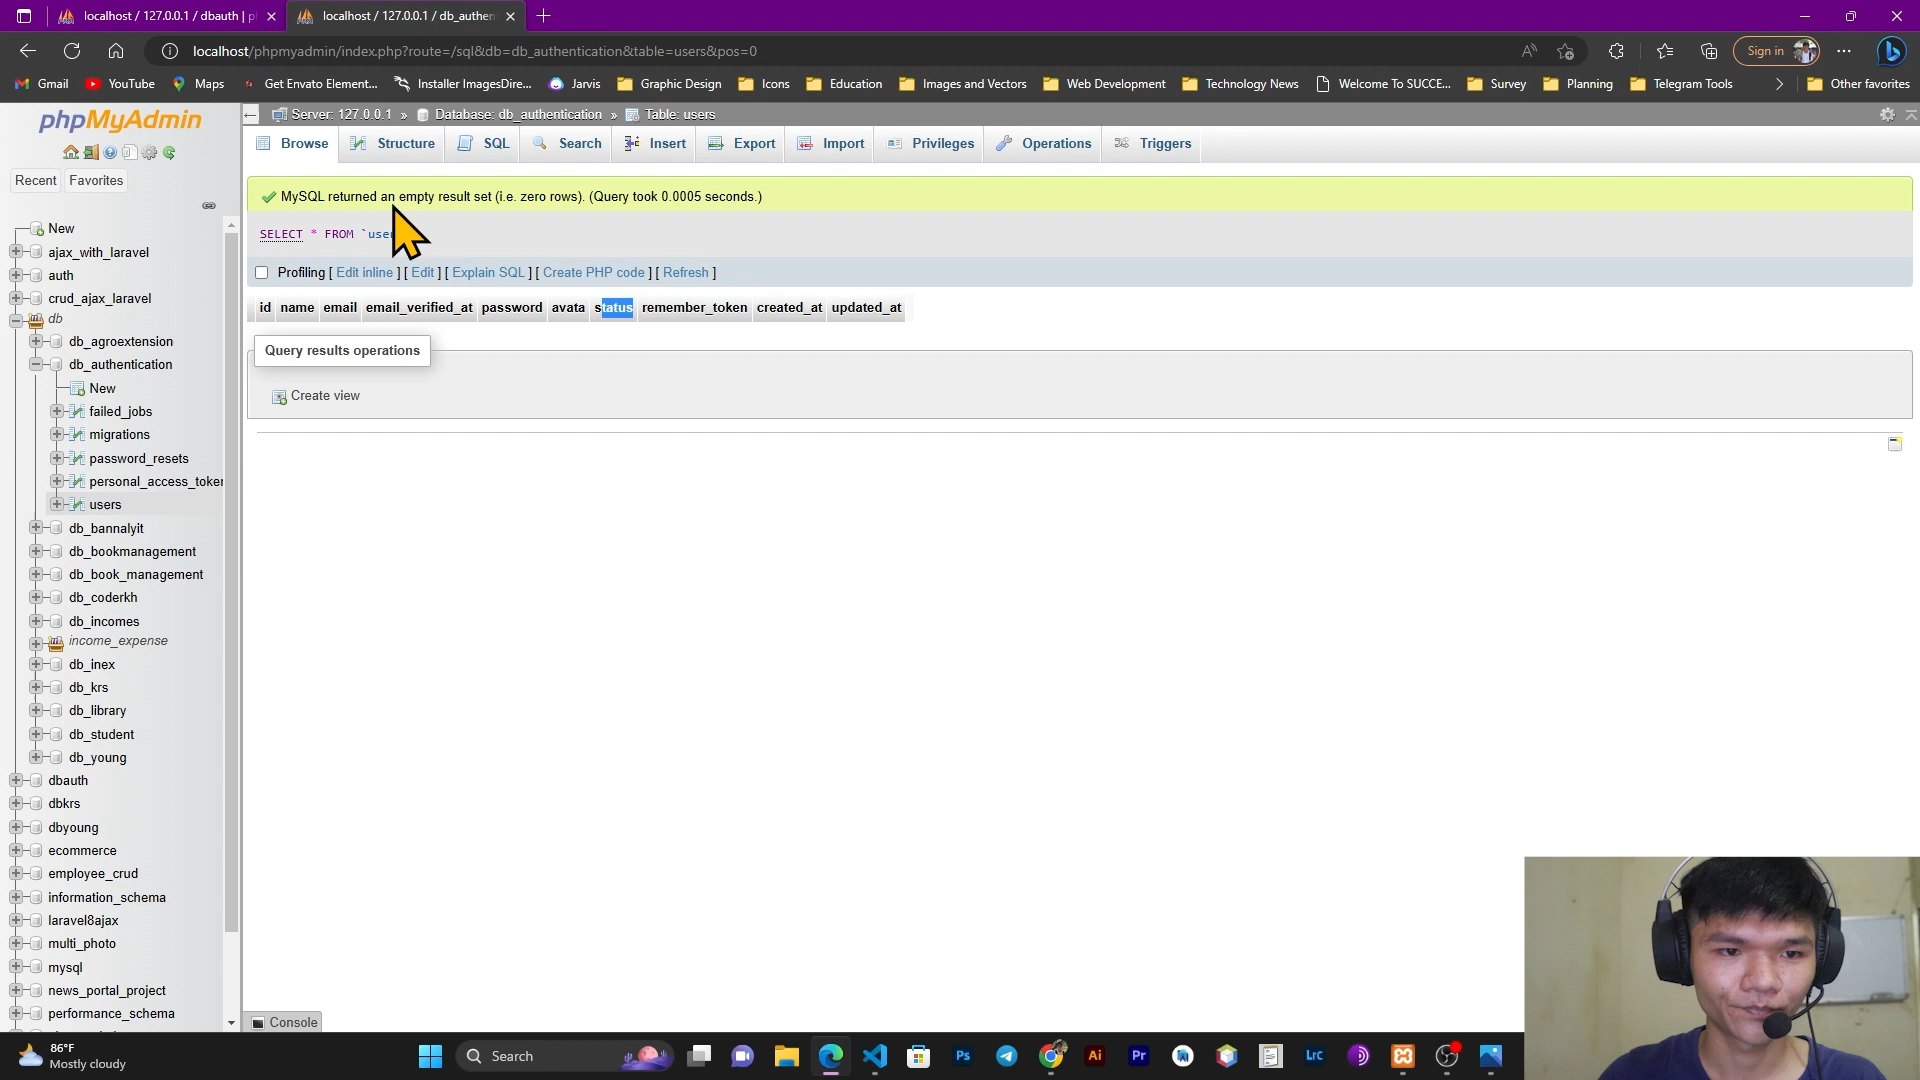 localhost / 127.0.0.1 / dbauth | p
localhost / 127.0.0.1 / db_authen
localhost/phpmyadmin/index.php?route=/sql&db=db_authentication&table=users&pos=0
Sign in
Gmail
YouTube
Maps
Get Envato Element...
Installer ImagesDire...
Jarvis
Graphic Design
Icons
Education
Images and Vectors
Web Development
Technology News
Welcome To SUCCE...
Survey
Planning
Telegram Tools
Other favorites
phpMyAdmin
Recent
Favorites
New
ajax_with_laravel
auth
crud_ajax_laravel
db
db_agroextension
db_authentication
New
failed_jobs
migrations
password_resets
personal_access_token
users
db_bannalyit
db_bookmanagement
db_book_management
db_coderkh
db_incomes
income_expense
db_inex
db_krs
db_library
db_student
db_young
dbauth
dbkrs
dbyoung
ecommerce
employee_crud
information_schema
laravel8ajax
multi_photo
mysql
news_portal_project
performance_schema
Server: 127.0.0.1 » Database: db_authentication » Table: users
Browse
Structure
SQL
Search
Insert
Export
Import
Privileges
Operations
Triggers
MySQL returned an empty result set (i.e. zero rows). (Query took 0.0005 seconds.)
SELECT * FROM `user
Profiling [ Edit inline ] [ Edit ] [ Explain SQL ] [ Create PHP code ] [ Refresh ]
id name email email_verified_at password avata status remember_token created_at updated_at
Query results operations
Create view
Console
86°F
Mostly cloudy
Search
Ps
Ai
Pr
LrC